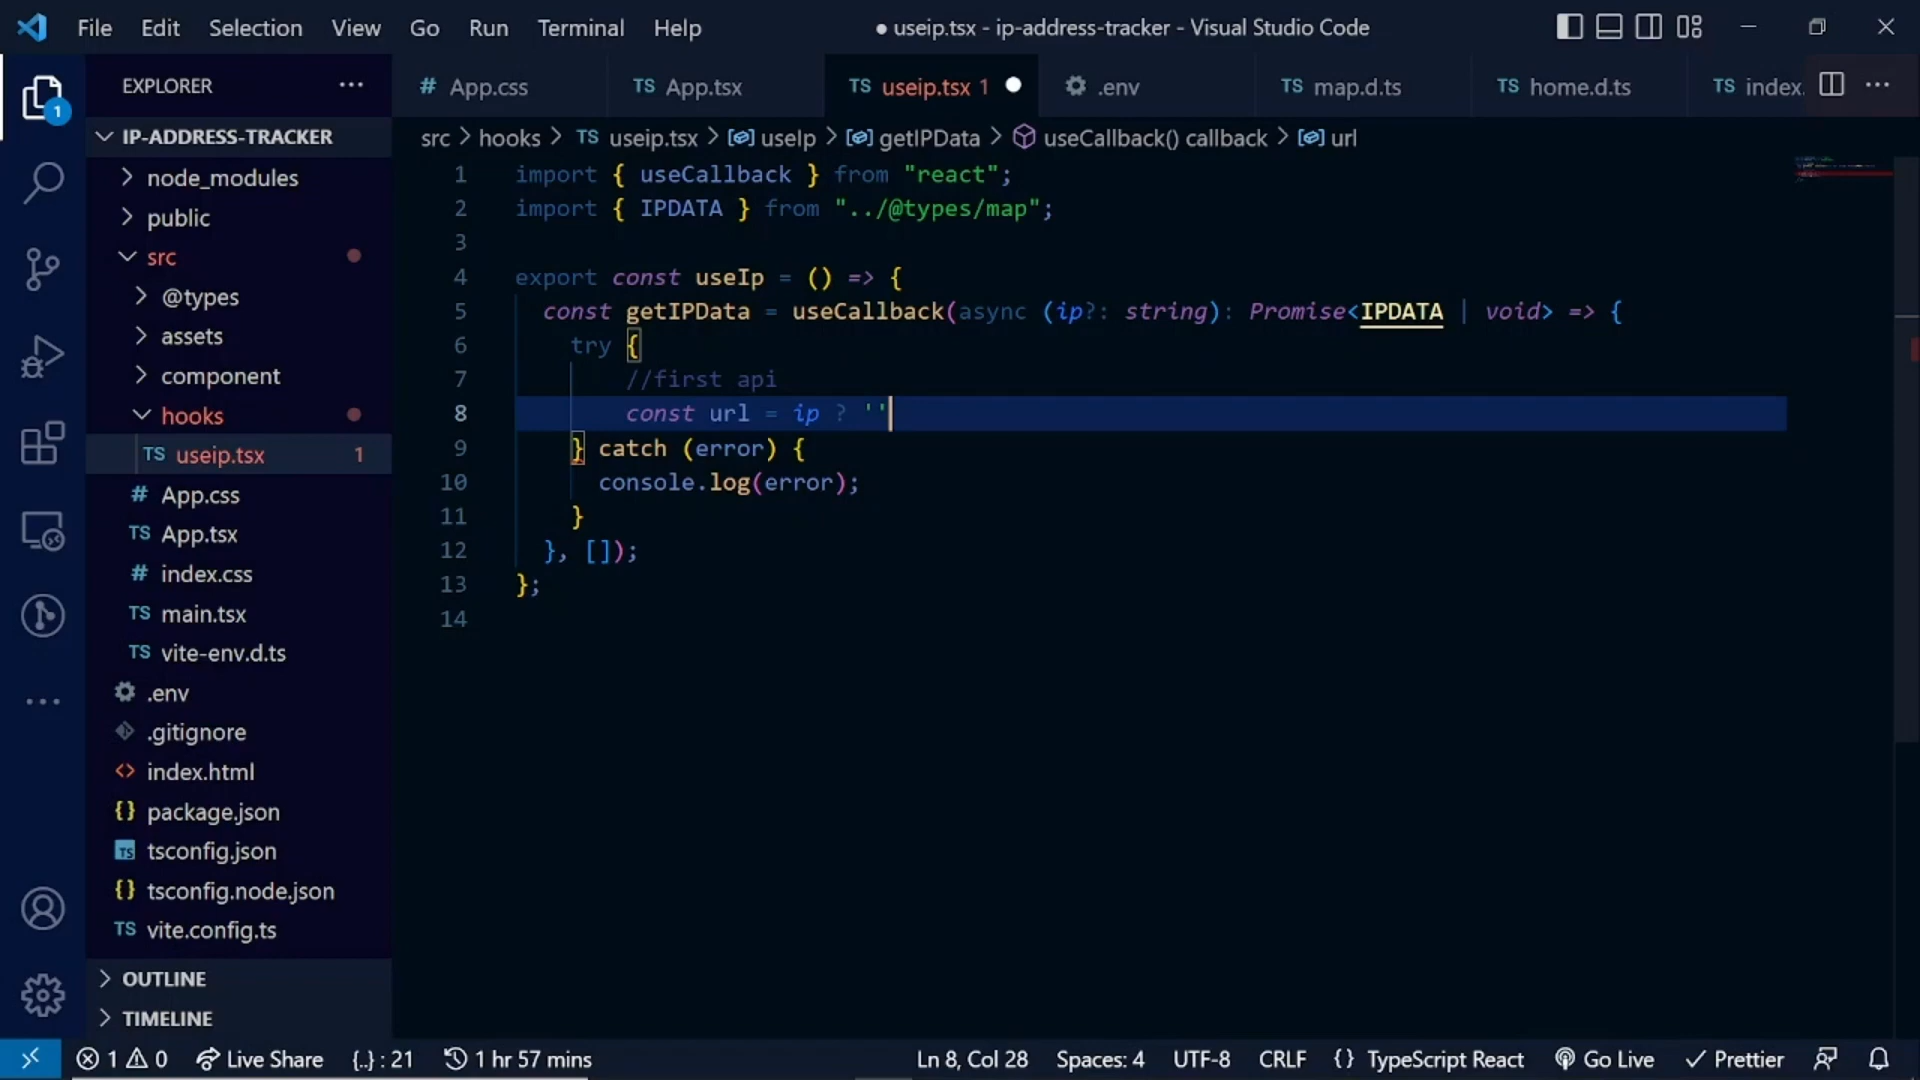 File Edit Selection View Go Run Terminal Help
● useip.tsx - ip-address-tracker - Visual Studio Code
EXPLORER ···
# App.css
TS App.tsx
TS useip.tsx 1
.env
TS map.d.ts
TS home.d.ts
TS index.
···
1
IP-ADDRESS-TRACKER
src > hooks > TS useip.tsx > useIp > getIPData > useCallback() callback > url
node_modules
public
src
@types
assets
component
hooks
TS useip.tsx 1
# App.css
TS App.tsx
# index.css
TS main.tsx
TS vite-env.d.ts
.env
.gitignore
<> index.html
{} package.json
TS tsconfig.json
{} tsconfig.node.json
TS vite.config.ts
OUTLINE
TIMELINE
1 import { useCallback } from "react";
2 import { IPDATA } from "../@types/map";
3
4 export const useIp = () => {
5 const getIPData = useCallback(async (ip?: string): Promise<IPDATA | void> => {
6 try {
7 //first api
8 const url = ip ? ''
9 } catch (error) {
10 console.log(error);
11 }
12 }, []);
13 };
14
1 0 Live Share {..} : 21 1 hr 57 mins
Ln 8, Col 28 Spaces: 4 UTF-8 CRLF {} TypeScript React Go Live ✓ Prettier